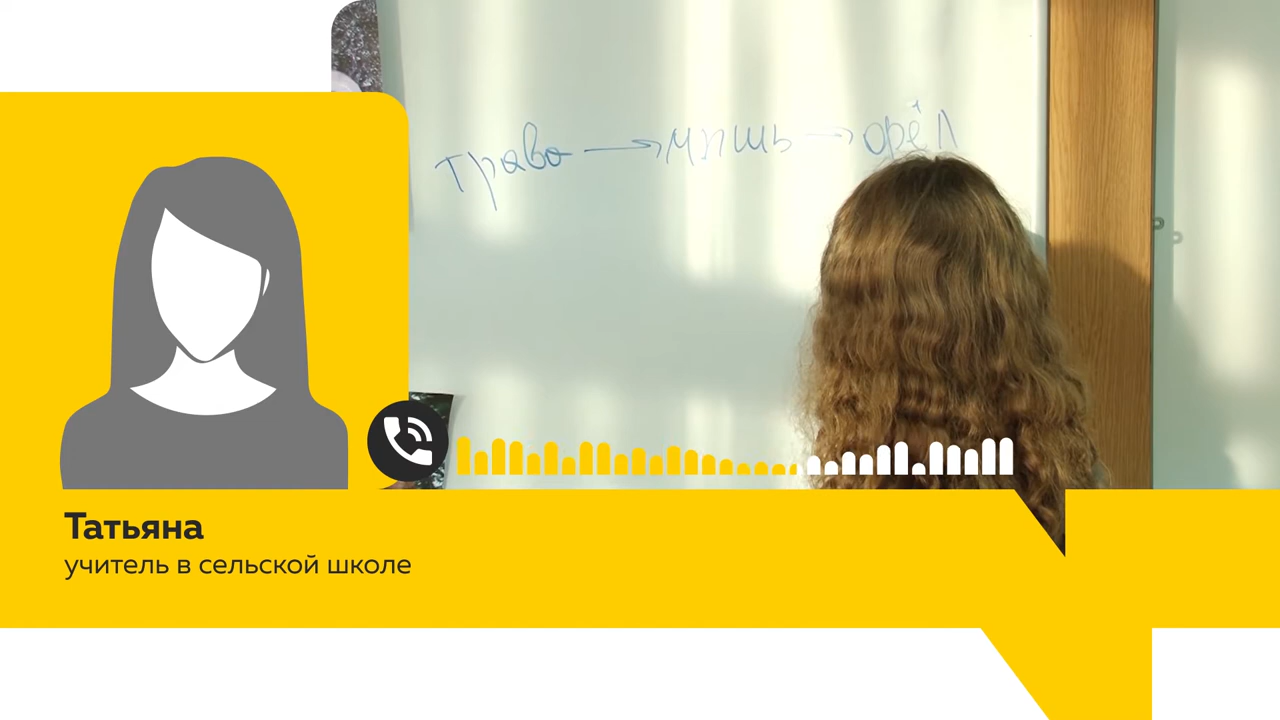 трава → мышь → орёл
Татьяна
учитель в сельской школе